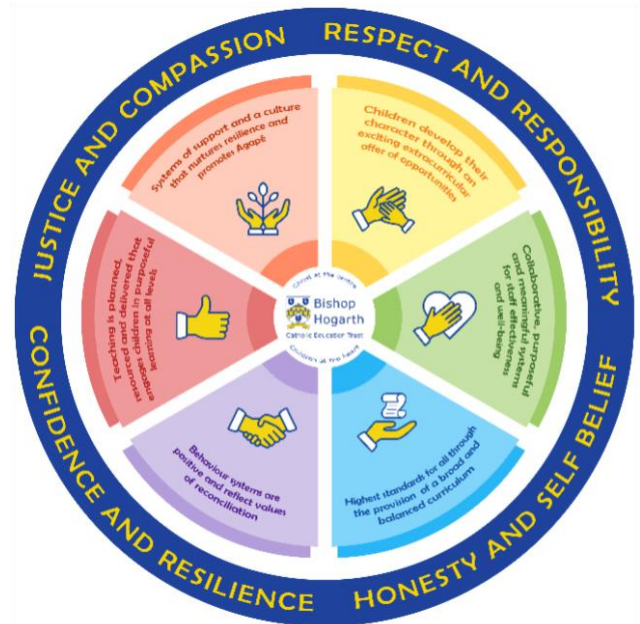 JUSTICE AND COMPASSION
RESPECT AND RESPONSIBILITY
HONESTY AND SELF BELIEF
CONFIDENCE AND RESILIENCE
Systems of support and a culture
that nurtures resilience and
promotes Agapé
Children develop their
character through an
exciting extracurricular
offer of opportunities
Collaborative, purposeful
and meaningful systems
for staff effectiveness
and well-being
Highest standards for all through
the provision of a broad and
balanced curriculum
Behaviour systems are
positive and reflect values
of reconciliation
Teaching is planned,
resourced and delivered that
engages children in purposeful
learning at all levels
Christ at the centre
Bishop
Hogarth
Catholic Education Trust
Children at the heart